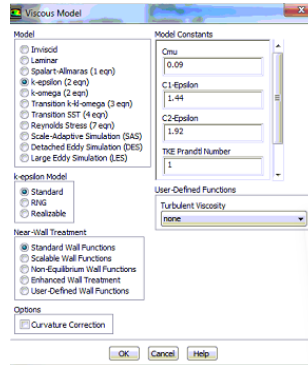 Viscous Model
Model
Inviscid
Laminar
Spalart-Allmaras (1 eqn)
k-epsilon (2 eqn)
k-omega (2 eqn)
Transition k-kl-omega (3 eqn)
Transition SST (4 eqn)
Reynolds Stress (7 eqn)
Scale-Adaptive Simulation (SAS)
Detached Eddy Simulation (DES)
Large Eddy Simulation (LES)
k-epsilon Model
Standard
RNG
Realizable
Near-Wall Treatment
Standard Wall Functions
Scalable Wall Functions
Non-Equilibrium Wall Functions
Enhanced Wall Treatment
User-Defined Wall Functions
Options
Curvature Correction
Model Constants
Cmu
0.09
C1-Epsilon
1.44
C2-Epsilon
1.92
TKE Prandtl Number
1
User-Defined Functions
Turbulent Viscosity
none
OK
Cancel
Help